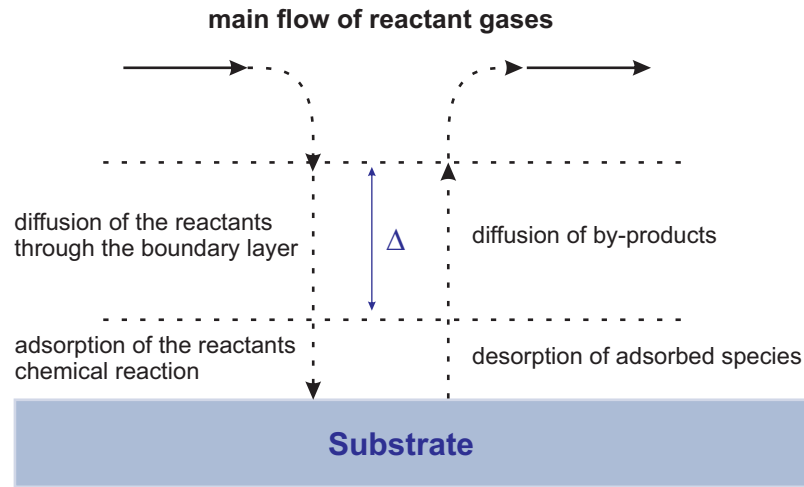 main flow of reactant gases
diffusion of the reactants
through the boundary layer
Δ
diffusion of by-products
adsorption of the reactants
chemical reaction
desorption of adsorbed species
Substrate